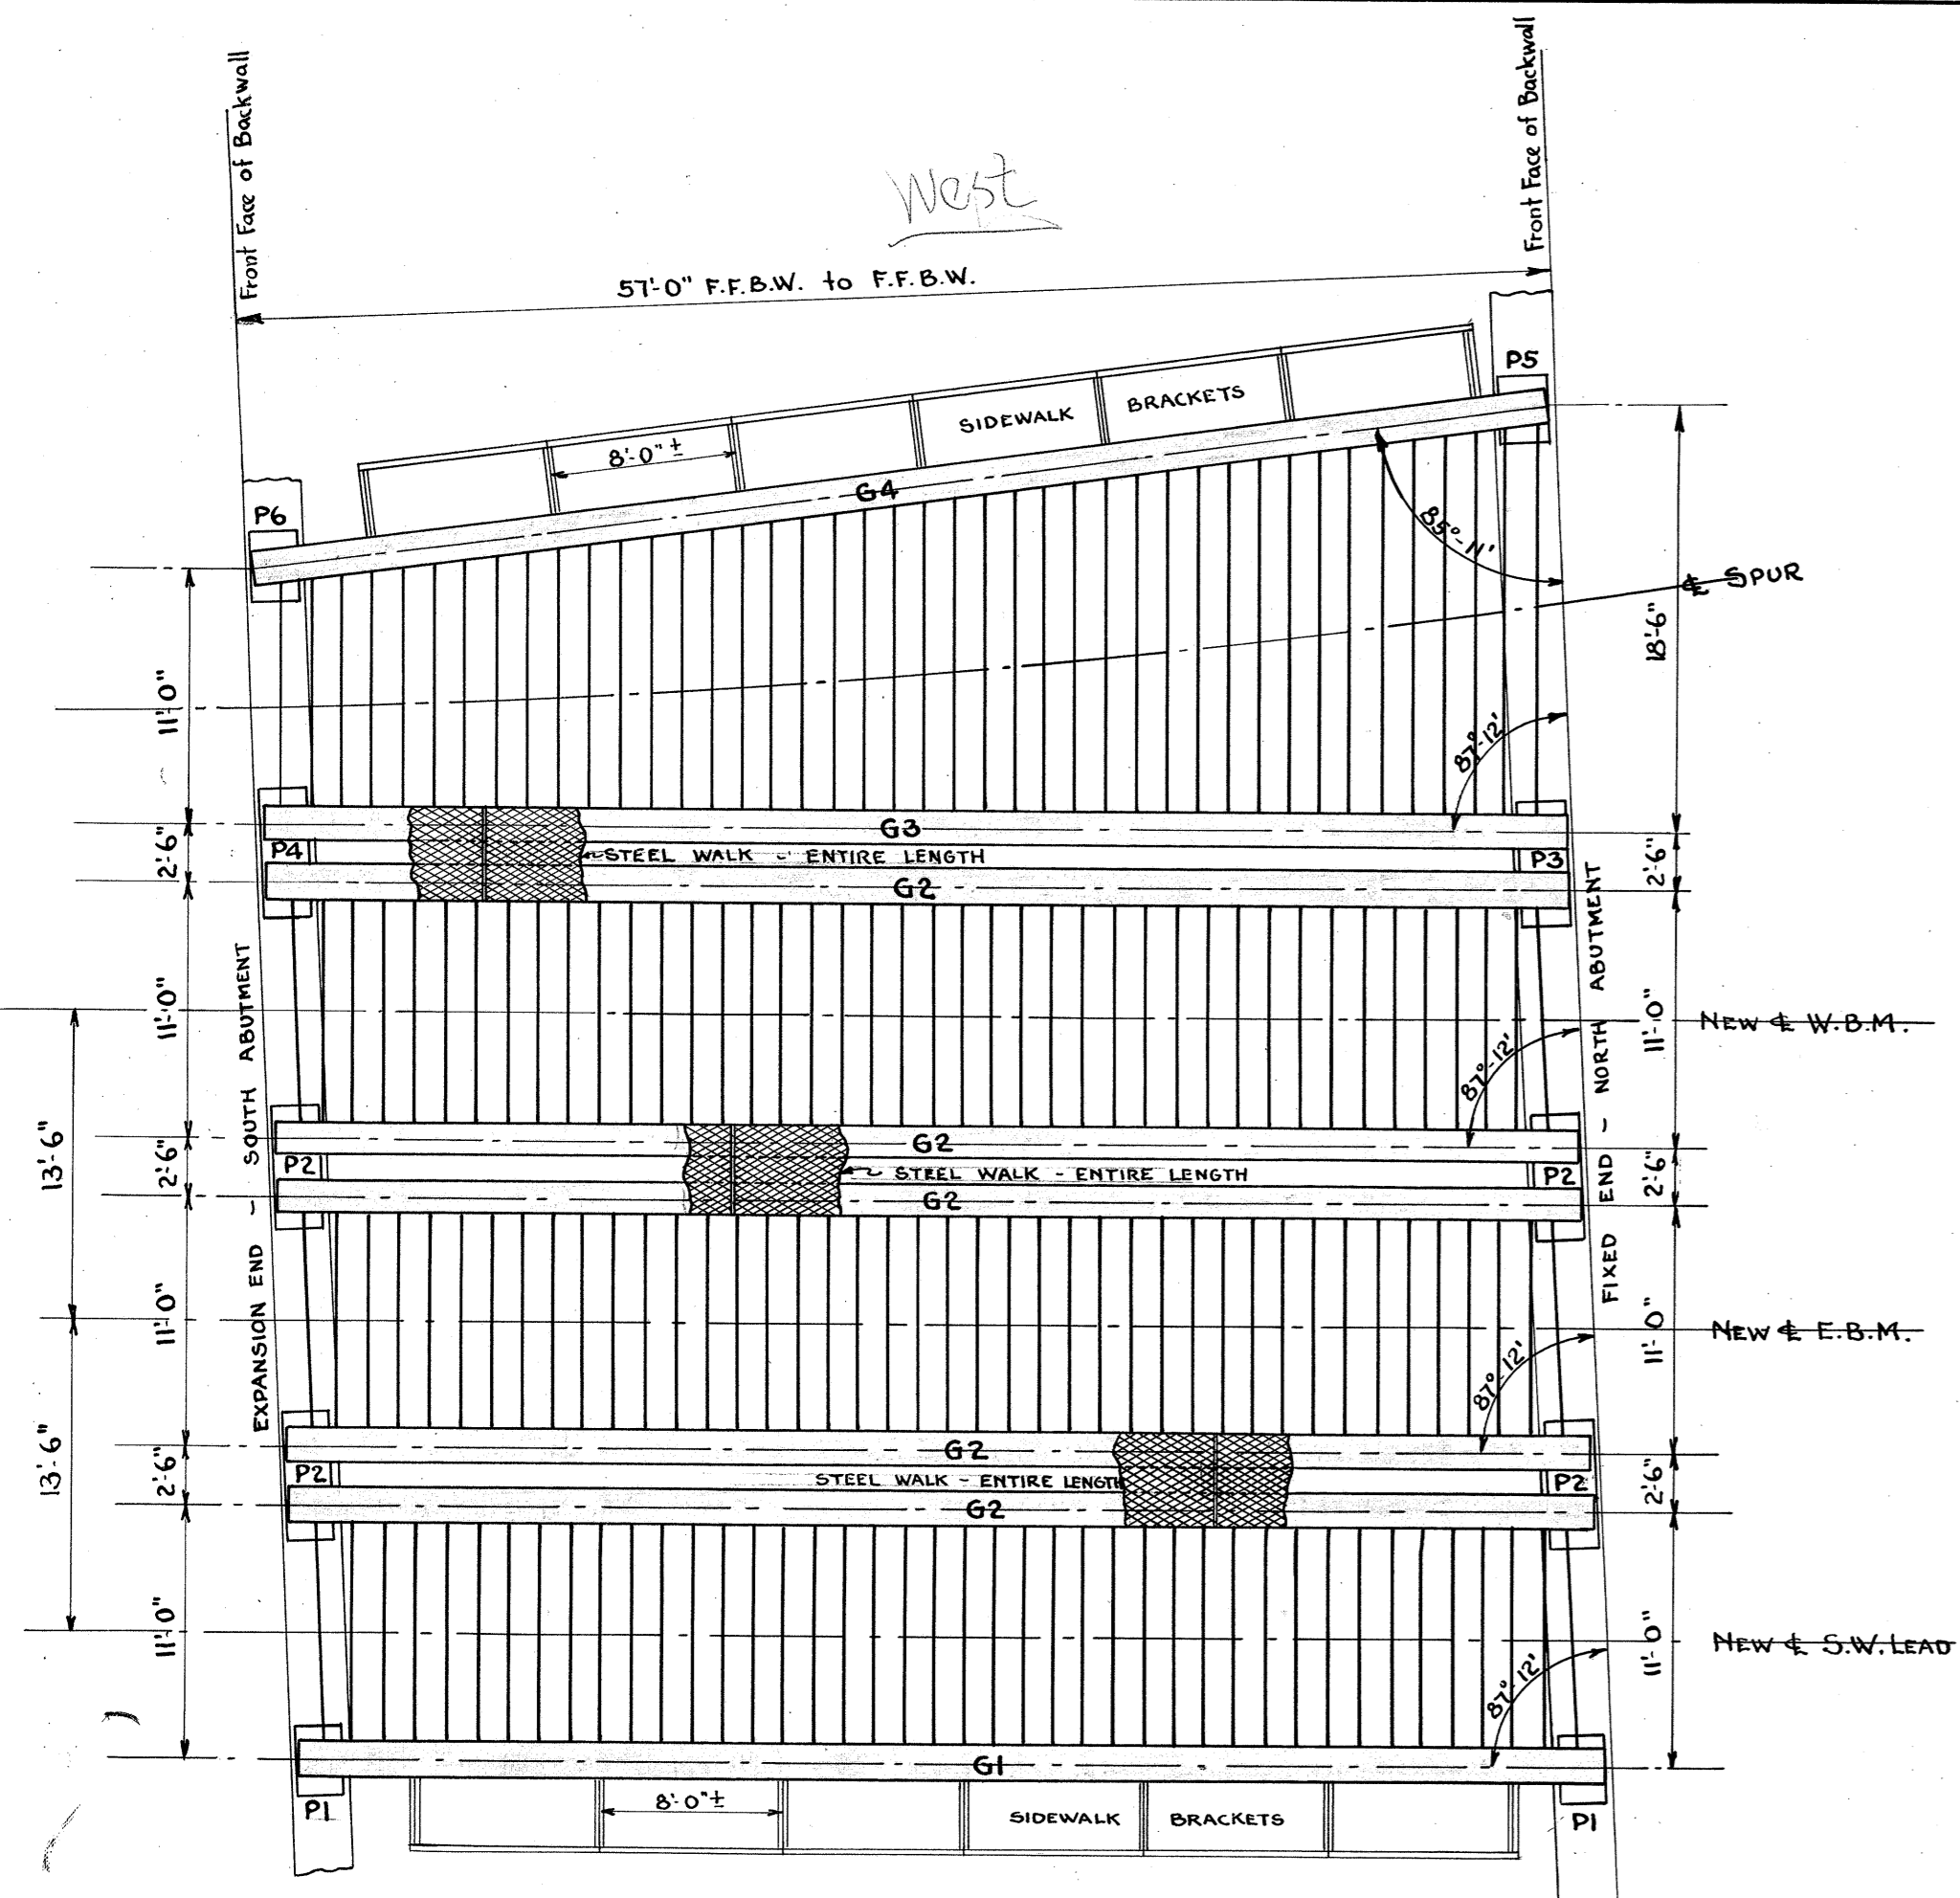 Front Face of Backwall
Front Face of Backwall
West
57'-0" F.F.B.W. to F.F.B.W.
P5
SIDEWALK BRACKETS
8'-0" ±
G4
P6
85°-11'
℄ SPUR
18'-6"
11'-0"
87°-12'
G3
2'-6"
P4
STEEL WALK - ENTIRE LENGTH
P3
2'-6"
G2
EXPANSION END - SOUTH ABUTMENT
FIXED END - NORTH ABUTMENT
11'-0"
11'-0"
NEW ℄ W.B.M.
87°-12'
13'-6"
G2
2'-6"
P2
STEEL WALK - ENTIRE LENGTH
P2
2'-6"
G2
11'-0"
11'-0"
NEW ℄ E.B.M.
87°-12'
13'-6"
G2
2'-6"
P2
STEEL WALK - ENTIRE LENGTH
P2
2'-6"
G2
11'-0"
11'-0"
NEW ℄ S.W. LEAD
87°-12'
G1
P1
8'-0" ±
SIDEWALK BRACKETS
P1